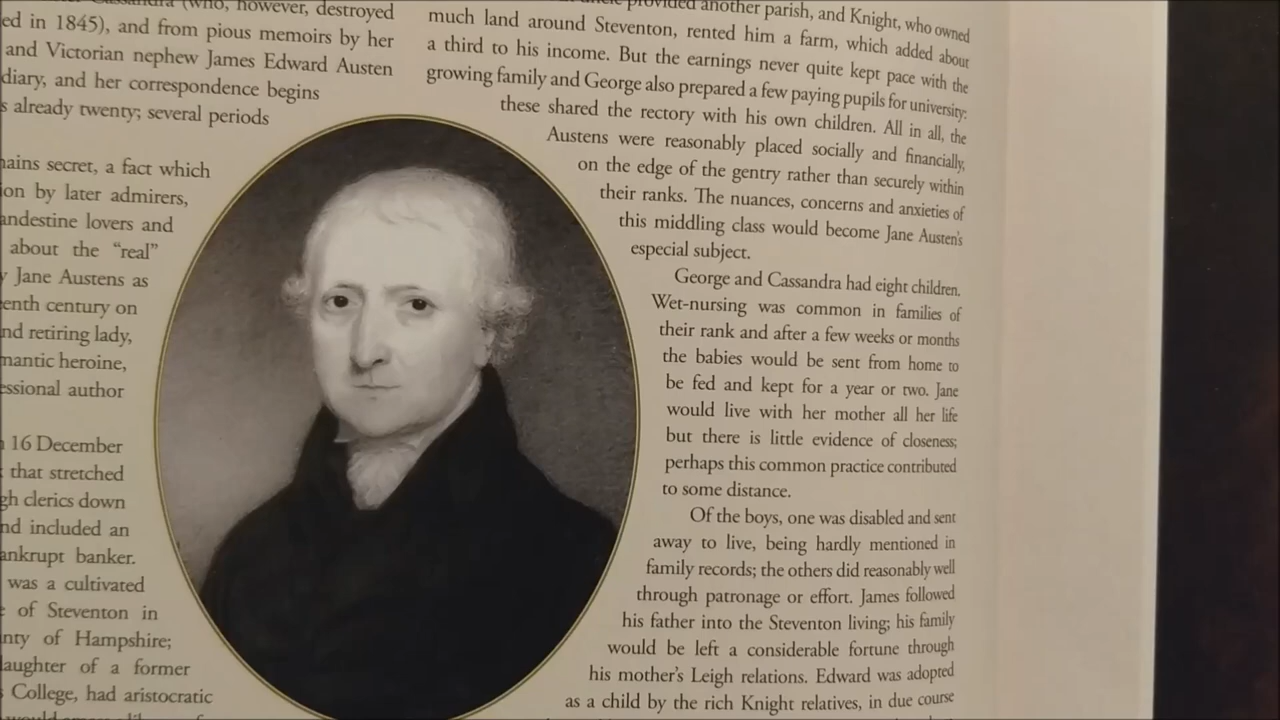 (who, however, destroyed
ed in 1845), and from pious memoirs by her
and Victorian nephew James Edward Austen
diary, and her correspondence begins
s already twenty; several periods
ains secret, a fact which
ion by later admirers,
andestine lovers and
about the “real”
y Jane Austens as
enth century on
nd retiring lady,
mantic heroine,
essional author
16 December
that stretched
gh clerics down
nd included an
ankrupt banker.
was a cultivated
e of Steventon in
nty of Hampshire;
laughter of a former
s College, had aristocratic
provided another parish, and Knight, who owned
much land around Steventon, rented him a farm, which added about
a third to his income. But the earnings never quite kept pace with the
growing family and George also prepared a few paying pupils for university:
these shared the rectory with his own children. All in all, the
Austens were reasonably placed socially and financially,
on the edge of the gentry rather than securely within
their ranks. The nuances, concerns and anxieties of
this middling class would become Jane Austen's
especial subject.
George and Cassandra had eight children.
Wet-nursing was common in families of
their rank and after a few weeks or months
the babies would be sent from home to
be fed and kept for a year or two. Jane
would live with her mother all her life
but there is little evidence of closeness;
perhaps this common practice contributed
to some distance.
Of the boys, one was disabled and sent
away to live, being hardly mentioned in
family records; the others did reasonably well
through patronage or effort. James followed
his father into the Steventon living; his family
would be left a considerable fortune through
his mother's Leigh relations. Edward was adopted
as a child by the rich Knight relatives, in due course